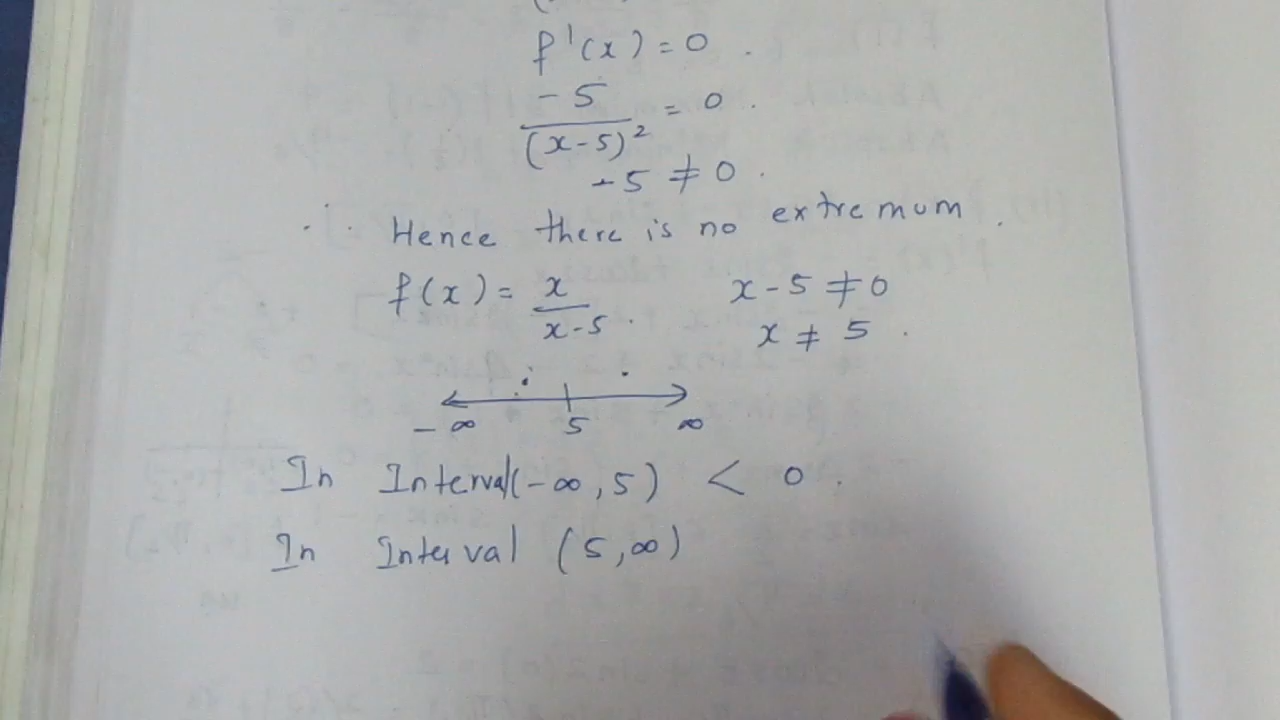 f'(x) = 0 .
-5 / (x-5)² = 0 .
-5 ≠ 0 .
∴ Hence there is no extremum .
f(x) = x / x-5 . x - 5 ≠ 0
x ≠ 5 .
-∞ 5 ∞
In Interval (-∞, 5) < 0 .
In Interval (5, ∞)